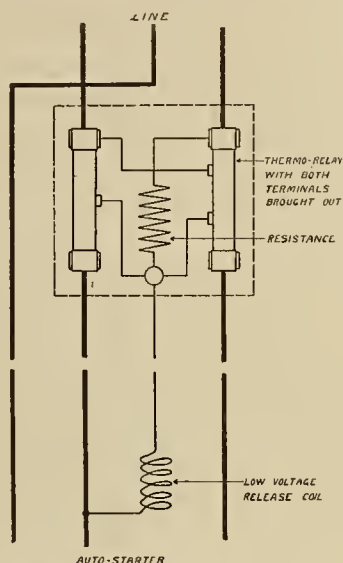 LINE
THERMO-RELAY
WITH BOTH
TERMINALS
BROUGHT OUT
RESISTANCE
LOW VOLTAGE
RELEASE COIL
AUTO-STARTER